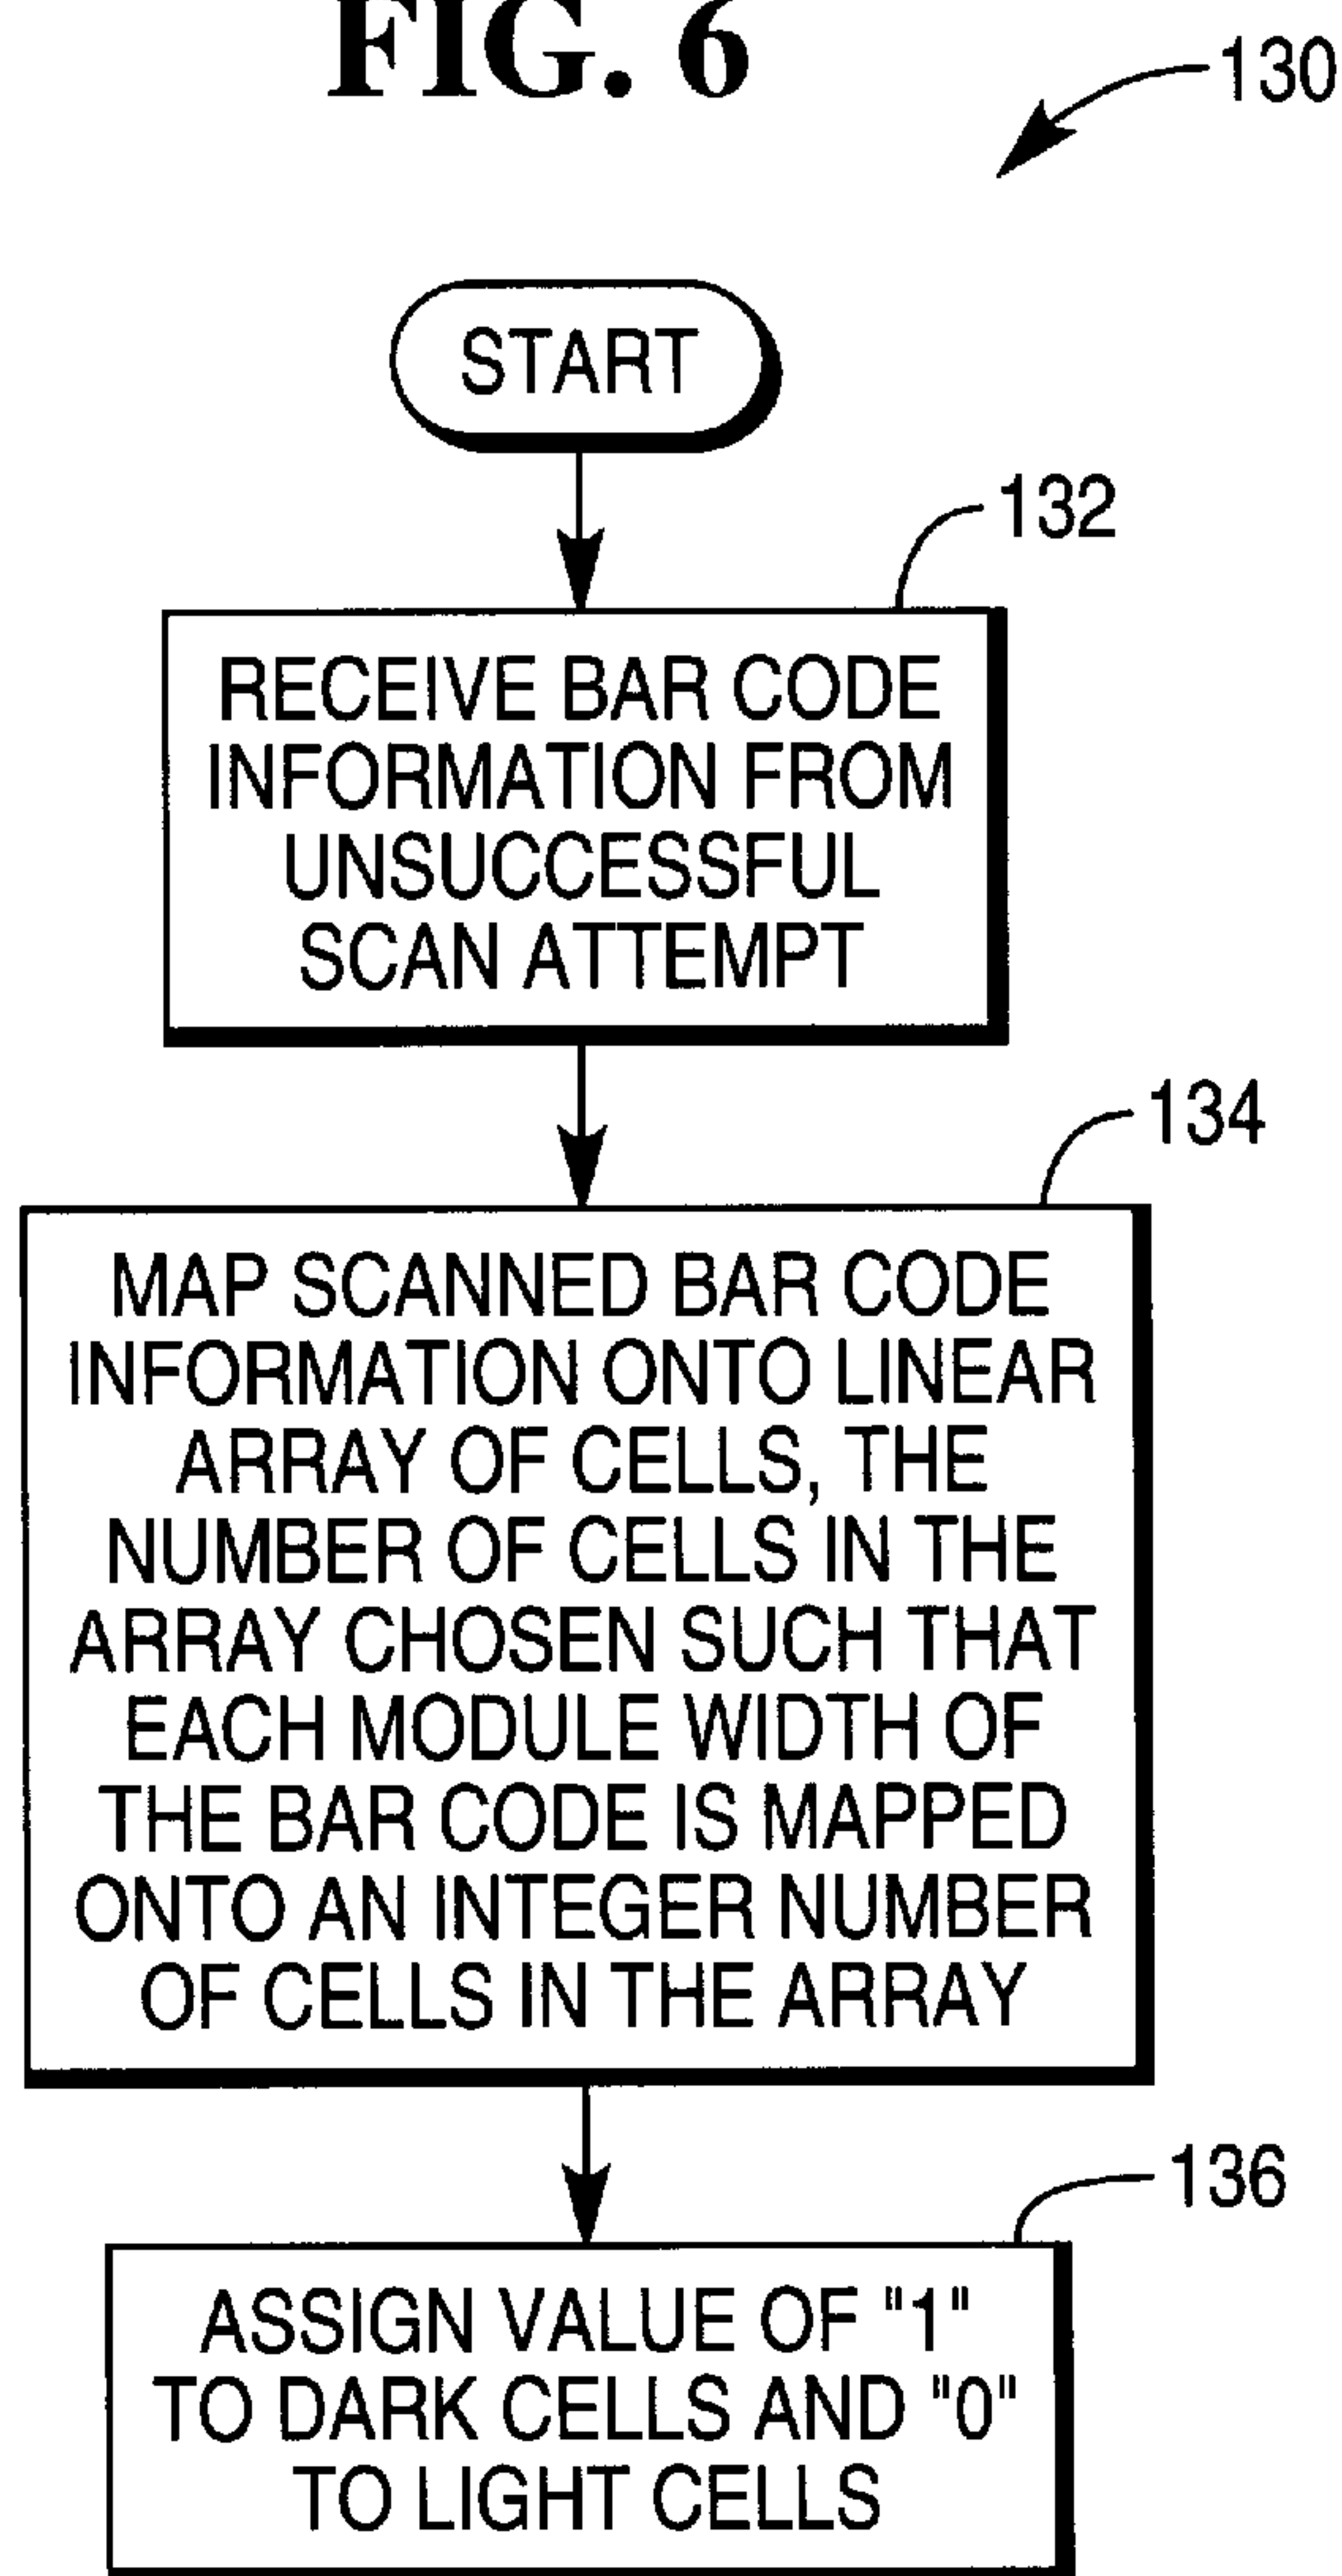 FIG. 6
130
START
132
RECEIVE BAR CODE
INFORMATION FROM
UNSUCCESSFUL
SCAN ATTEMPT
134
MAP SCANNED BAR CODE
INFORMATION ONTO LINEAR
ARRAY OF CELLS, THE
NUMBER OF CELLS IN THE
ARRAY CHOSEN SUCH THAT
EACH MODULE WIDTH OF
THE BAR CODE IS MAPPED
ONTO AN INTEGER NUMBER
OF CELLS IN THE ARRAY
136
ASSIGN VALUE OF "1"
TO DARK CELLS AND "0"
TO LIGHT CELLS